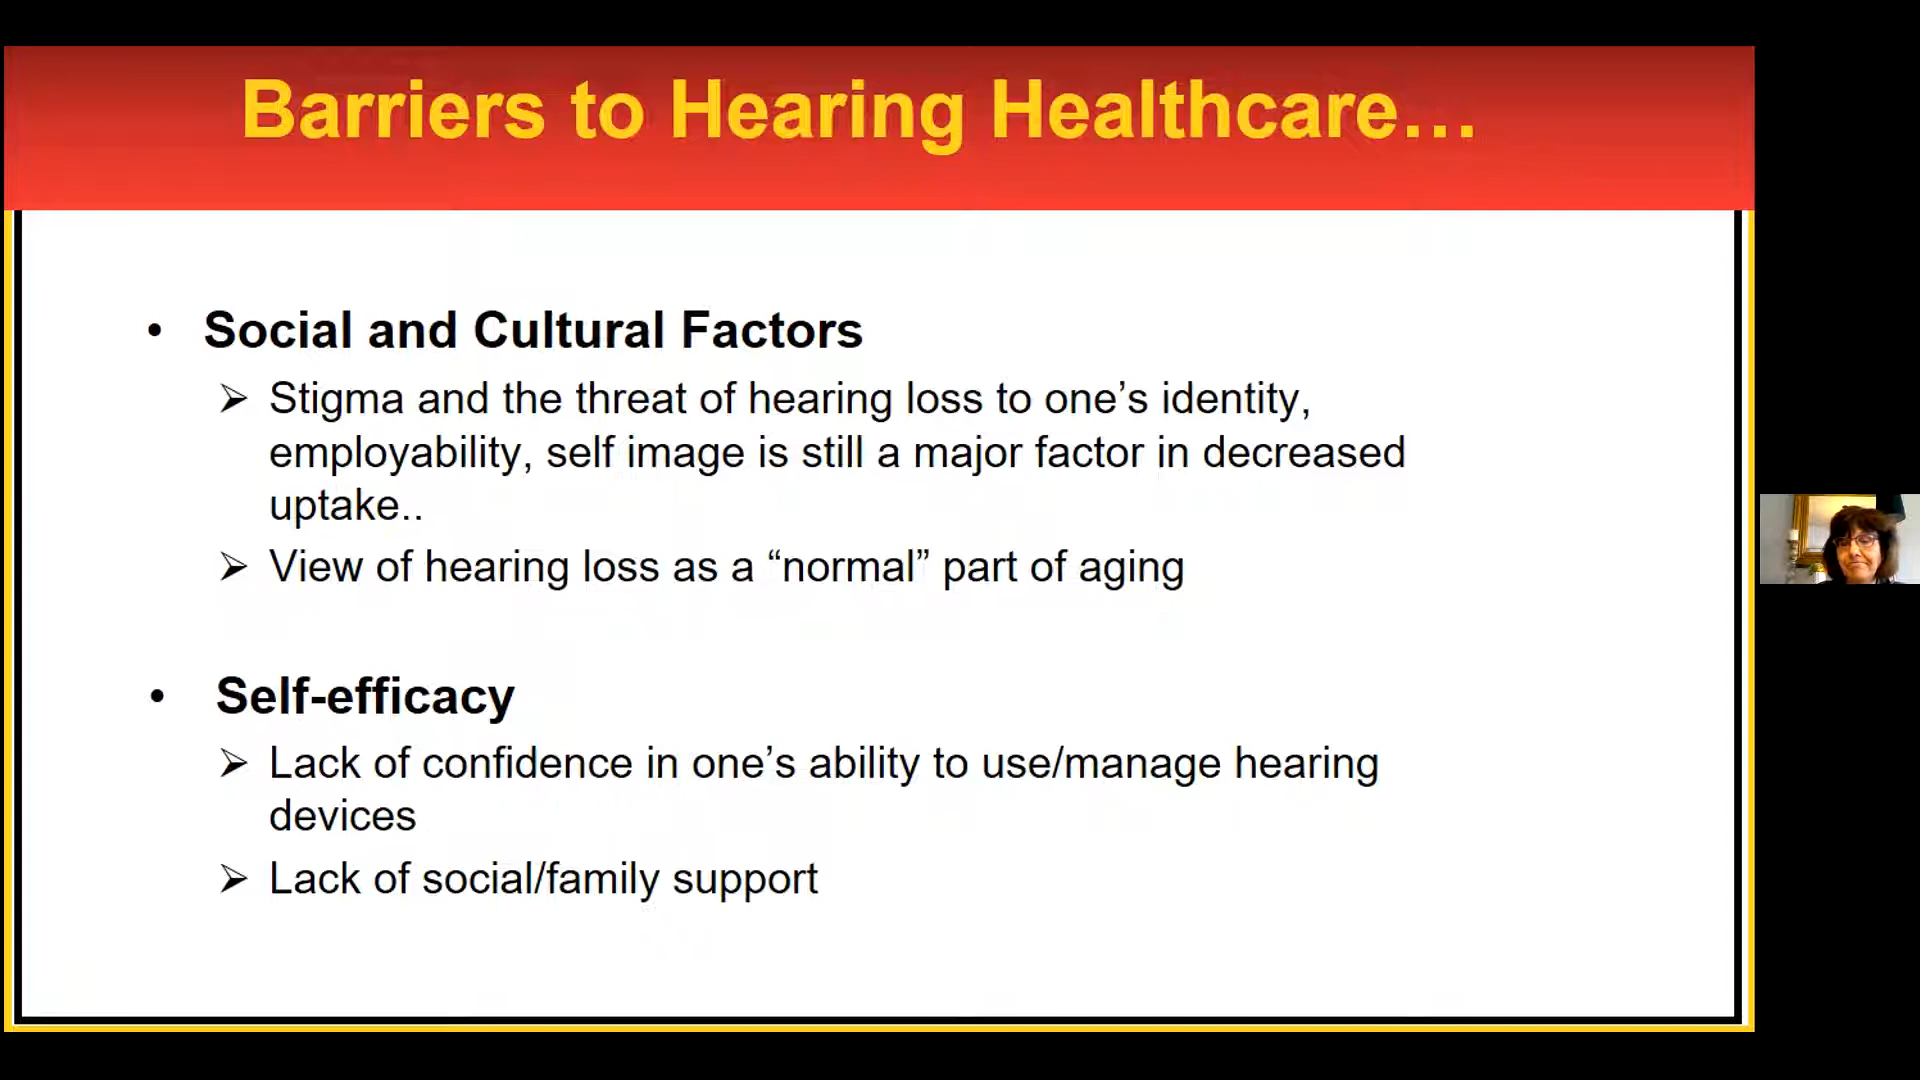 Barriers to Hearing Healthcare…
• Social and Cultural Factors
➢ Stigma and the threat of hearing loss to one’s identity,
employability, self image is still a major factor in decreased
uptake..
➢ View of hearing loss as a “normal” part of aging
• Self-efficacy
➢ Lack of confidence in one’s ability to use/manage hearing
devices
➢ Lack of social/family support